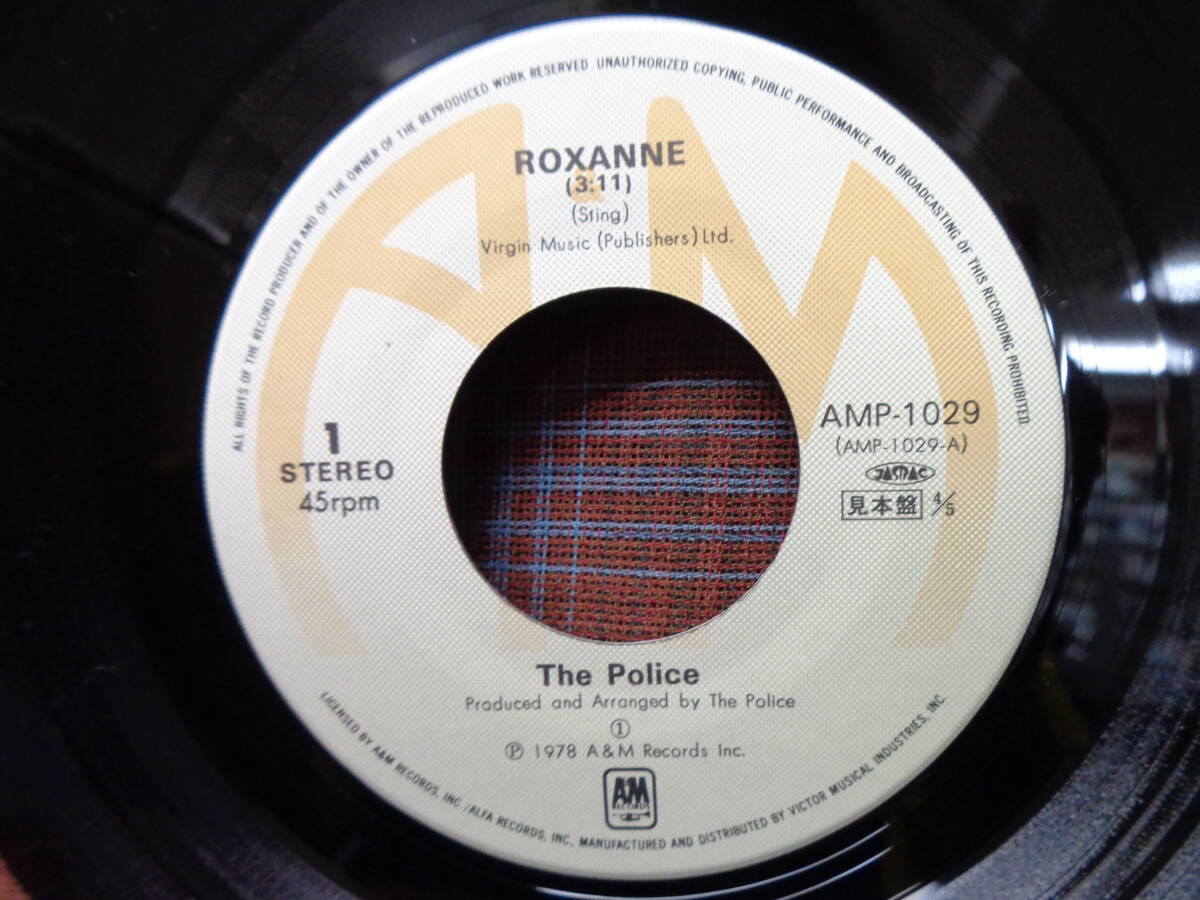 ALL RIGHTS OF THE RECORD PRODUCER AND OF THE OWNER OF THE REPRODUCED WORK RESERVED. UNAUTHORIZED COPYING, PUBLIC PERFORMANCE AND BROADCASTING OF THIS RECORDING PROHIBITED
A&M
ROXANNE
(3:11)
(Sting)
Virgin Music (Publishers) Ltd.
1
STEREO
45rpm
AMP-1029
(AMP-1029-A)
JASRAC
見本盤 4/5
The Police
Produced and Arranged by The Police
①
℗ 1978 A&M Records Inc.
A&M
RECORDS
LICENSED BY A&M RECORDS, INC./ALFA RECORDS, INC. MANUFACTURED AND DISTRIBUTED BY VICTOR MUSICAL INDUSTRIES, INC